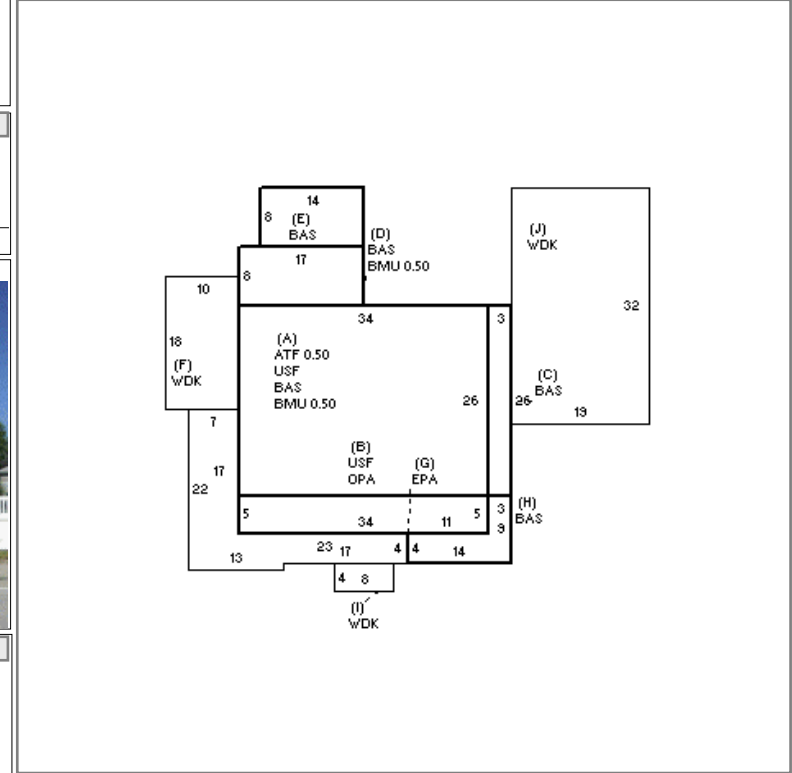 14
8
(E)
BAS
(D)
BAS
BMU 0.50
17
8
(J)
WDK
10
18
(F)
WDK
34
3
32
(A)
ATF 0.50
USF
BAS
BMU 0.50
26
26
(C)
BAS
19
7
17
22
(B)
USF
OPA
(G)
EPA
5
34
11
5
3
9
(H)
BAS
13
23
17
4
4
14
4
8
(I)
WDK